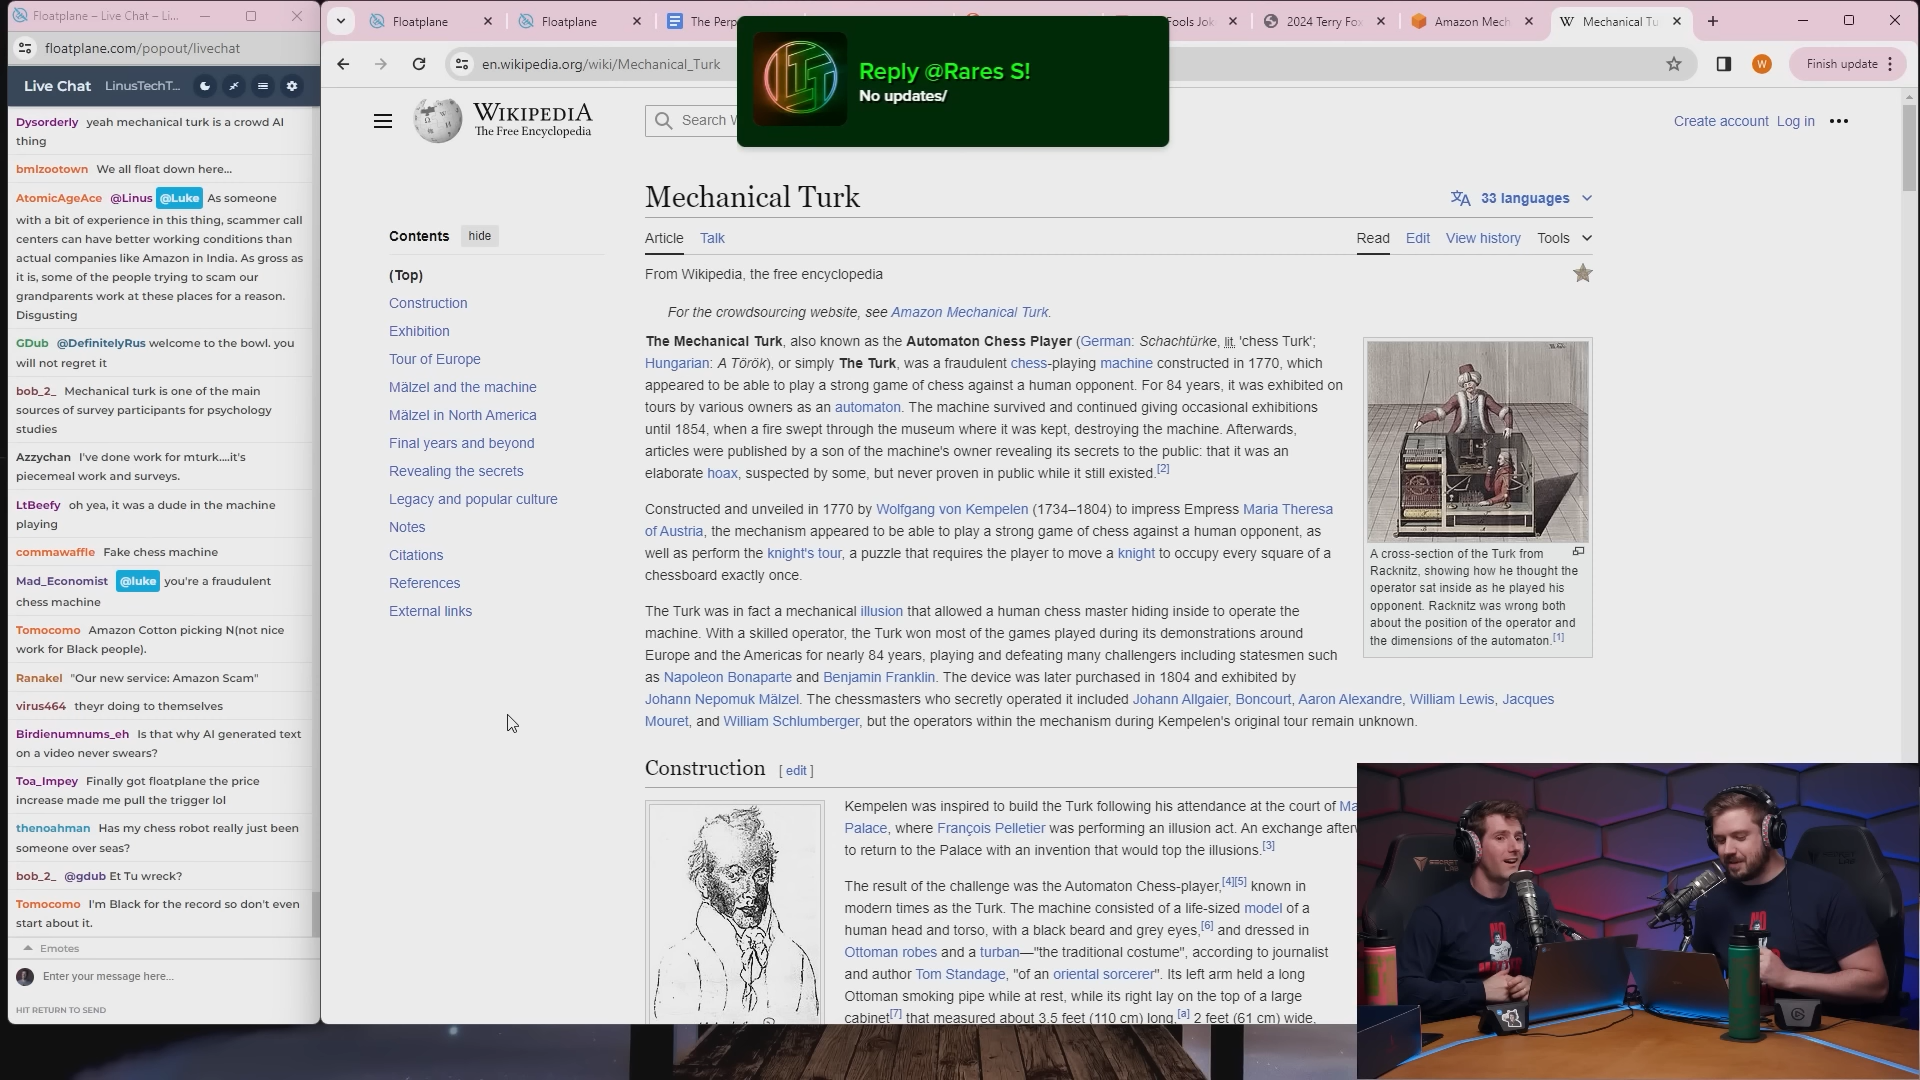 Floatplane – Live Chat – Li...
floatplane.com/popout/livechat
Live Chat LinusTechT...
Dysorderly yeah mechanical turk is a crowd AI
thing
bmlzootown We all float down here...
AtomicAgeAce @Linus @Luke As someone
with a bit of experience in this thing, scammer call
centers can have better working conditions than
actual companies like Amazon in India. As gross as
it is, some of the people trying to scam our
grandparents work at these places for a reason.
Disgusting
GDub @DefinitelyRus welcome to the bowl. you
will not regret it
bob_2_ Mechanical turk is one of the main
sources of survey participants for psychology
studies
Azzychan I've done work for mturk....it's
piecemeal work and surveys.
LtBeefy oh yea, it was a dude in the machine
playing
commawaffle Fake chess machine
Mad_Economist @luke you're a fraudulent
chess machine
Tomocomo Amazon Cotton picking N(not nice
work for Black people).
Ranakel "Our new service: Amazon Scam"
virus464 theyr doing to themselves
Birdienumnums_eh Is that why AI generated text
on a video never swears?
Toa_Impey Finally got floatplane the price
increase made me pull the trigger lol
thenoahman Has my chess robot really just been
someone over seas?
bob_2_ @gdub Et Tu wreck?
Tomocomo I'm Black for the record so don't even
start about it.
Emotes
Enter your message here...
HIT RETURN TO SEND
Floatplane
Floatplane
The Perp
Fools Jok
2024 Terry Fox
Amazon Mech
Mechanical Tu
en.wikipedia.org/wiki/Mechanical_Turk
W
Finish update
Reply @Rares S!
No updates/
WIKIPEDIA
The Free Encyclopedia
Search W
Create account Log in
Mechanical Turk
33 languages
Contents hide
(Top)
Construction
Exhibition
Tour of Europe
Mälzel and the machine
Mälzel in North America
Final years and beyond
Revealing the secrets
Legacy and popular culture
Notes
Citations
References
External links
Article Talk
Read Edit View history Tools
From Wikipedia, the free encyclopedia
For the crowdsourcing website, see Amazon Mechanical Turk.
The Mechanical Turk, also known as the Automaton Chess Player (German: Schachtürke, lit. 'chess Turk';
Hungarian: A Török), or simply The Turk, was a fraudulent chess-playing machine constructed in 1770, which
appeared to be able to play a strong game of chess against a human opponent. For 84 years, it was exhibited on
tours by various owners as an automaton. The machine survived and continued giving occasional exhibitions
until 1854, when a fire swept through the museum where it was kept, destroying the machine. Afterwards,
articles were published by a son of the machine's owner revealing its secrets to the public: that it was an
elaborate hoax, suspected by some, but never proven in public while it still existed.[2]
Constructed and unveiled in 1770 by Wolfgang von Kempelen (1734–1804) to impress Empress Maria Theresa
of Austria, the mechanism appeared to be able to play a strong game of chess against a human opponent, as
well as perform the knight's tour, a puzzle that requires the player to move a knight to occupy every square of a
chessboard exactly once.
The Turk was in fact a mechanical illusion that allowed a human chess master hiding inside to operate the
machine. With a skilled operator, the Turk won most of the games played during its demonstrations around
Europe and the Americas for nearly 84 years, playing and defeating many challengers including statesmen such
as Napoleon Bonaparte and Benjamin Franklin. The device was later purchased in 1804 and exhibited by
Johann Nepomuk Mälzel. The chessmasters who secretly operated it included Johann Allgaier, Boncourt, Aaron Alexandre, William Lewis, Jacques
Mouret, and William Schlumberger, but the operators within the mechanism during Kempelen's original tour remain unknown.
A cross-section of the Turk from
Racknitz, showing how he thought the
operator sat inside as he played his
opponent. Racknitz was wrong both
about the position of the operator and
the dimensions of the automaton.[1]
Construction [ edit ]
Kempelen was inspired to build the Turk following his attendance at the court of Ma
Palace, where François Pelletier was performing an illusion act. An exchange after
to return to the Palace with an invention that would top the illusions.[3]
The result of the challenge was the Automaton Chess-player,[4][5] known in
modern times as the Turk. The machine consisted of a life-sized model of a
human head and torso, with a black beard and grey eyes,[6] and dressed in
Ottoman robes and a turban—"the traditional costume", according to journalist
and author Tom Standage, "of an oriental sorcerer". Its left arm held a long
Ottoman smoking pipe while at rest, while its right lay on the top of a large
cabinet[7] that measured about 3.5 feet (110 cm) long,[a] 2 feet (61 cm) wide,